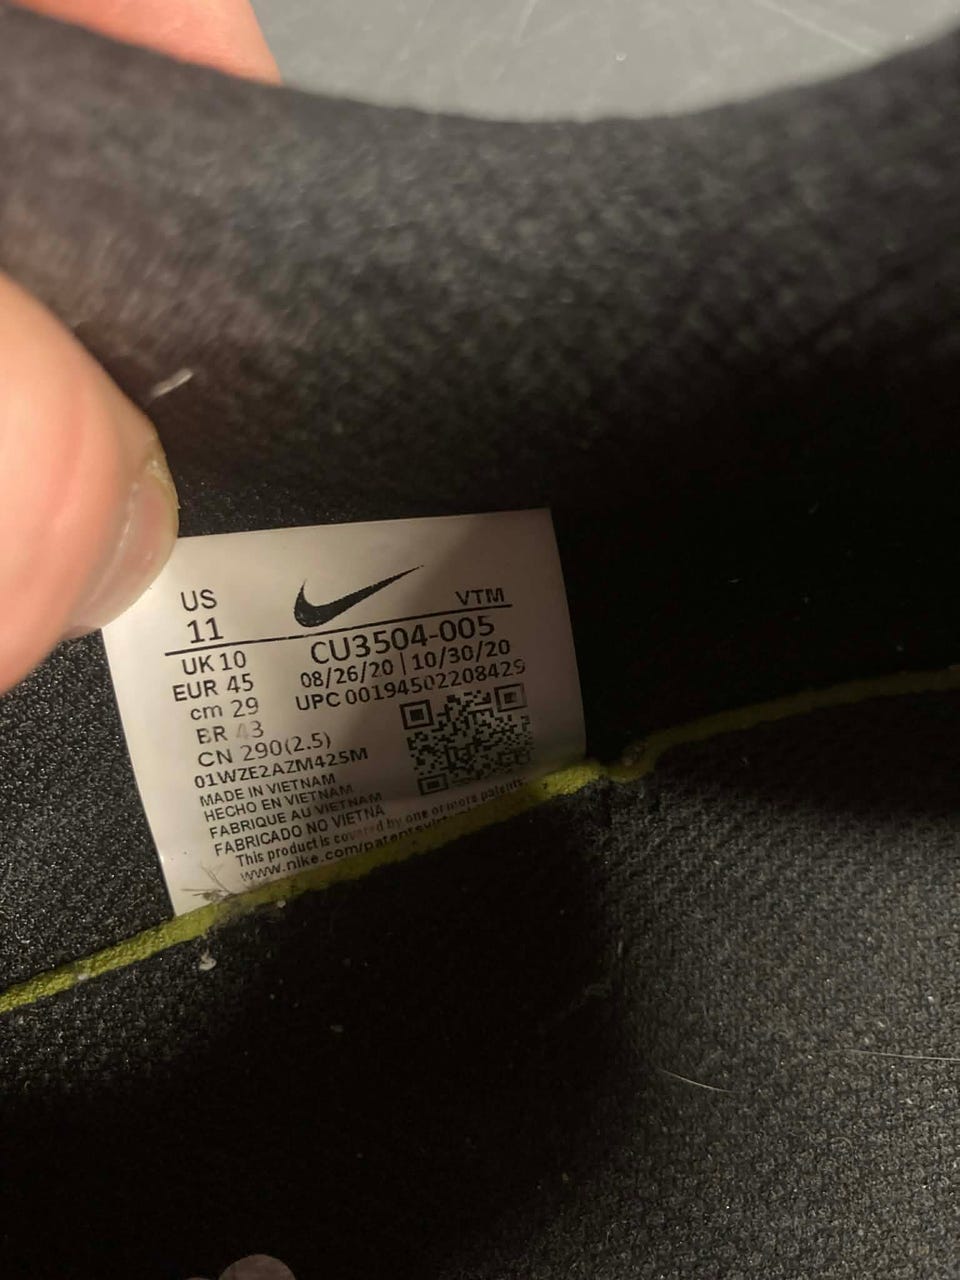 US
11
VTM
CU3504-005
UK 10
08/26/20 | 10/30/20
EUR 45
UPC 00194502208429
cm 29
BR 43
CN 290(2.5)
01WZE2AZM425M
MADE IN VIETNAM
HECHO EN VIETNAM
FABRIQUE AU VIETNAM
FABRICADO NO VIETNA
This product is covered by one or more patents.
www.nike.com/patents